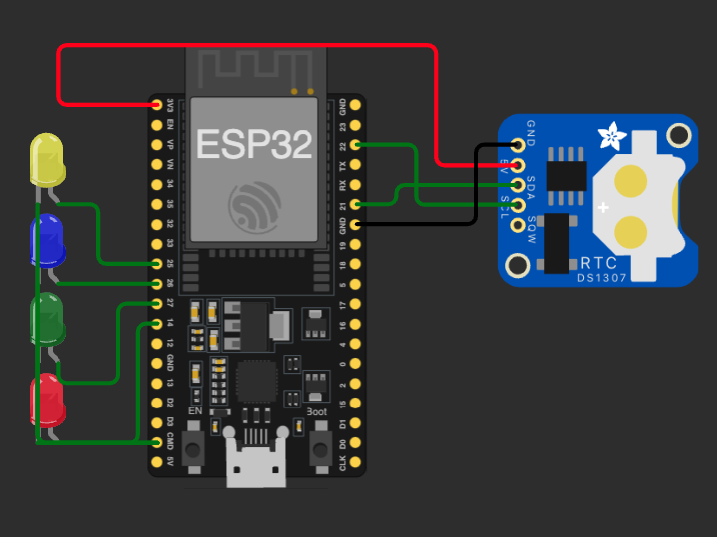 ESP32
3V3
EN
VP
VN
34
35
32
33
25
26
27
14
12
GND
13
D2
D3
CMD
5V
GND
23
22
TX
RX
21
GND
19
18
5
17
16
4
0
2
15
D1
D0
CLK
EN
Boot
GND
5V
SDA
SCL
SQW
RTC
DS1307